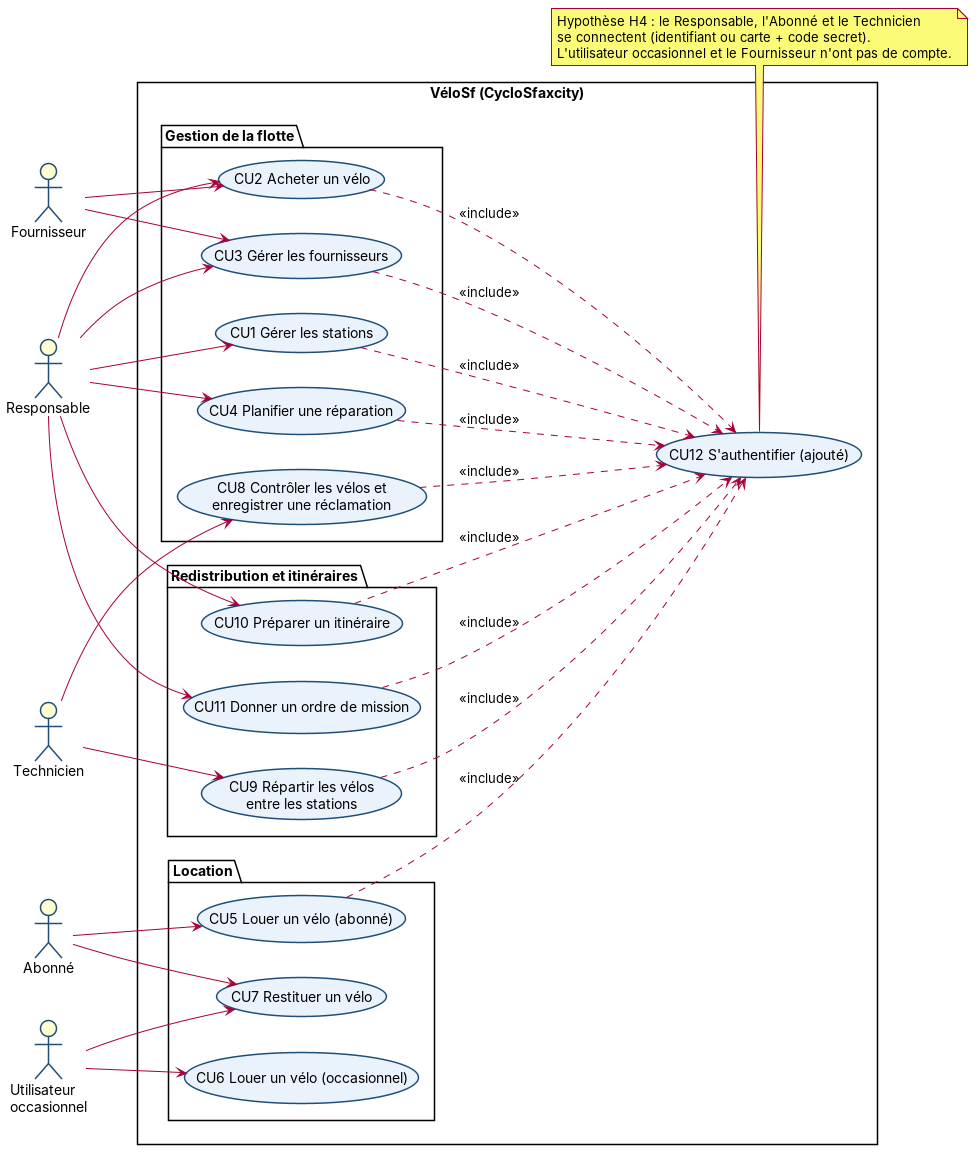 Hypothèse H4 : le Responsable, l'Abonné et le Technicien
se connectent (identifiant ou carte + code secret).
L'utilisateur occasionnel et le Fournisseur n'ont pas de compte.
VéloSf (CycloSfaxcity)
Gestion de la flotte
CU2 Acheter un vélo
«include»
Fournisseur
CU3 Gérer les fournisseurs
«include»
CU1 Gérer les stations
«include»
Responsable
CU4 Planifier une réparation
«include»
CU12 S'authentifier (ajouté)
CU8 Contrôler les vélos et
enregistrer une réclamation
«include»
«include»
Redistribution et itinéraires
CU10 Préparer un itinéraire
«include»
CU11 Donner un ordre de mission
«include»
Technicien
CU9 Répartir les vélos
entre les stations
«include»
Location
CU5 Louer un vélo (abonné)
Abonné
CU7 Restituer un vélo
CU6 Louer un vélo (occasionnel)
Utilisateur
occasionnel